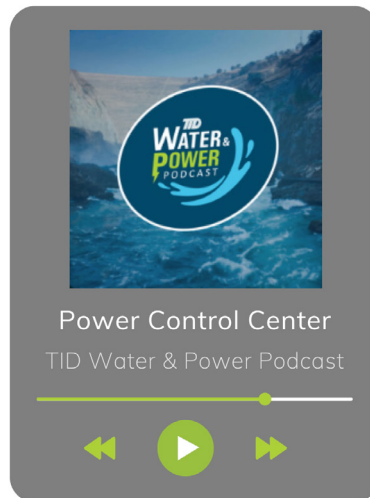 TID
WATER &
POWER
PODCAST
Power Control Center
TID Water & Power Podcast